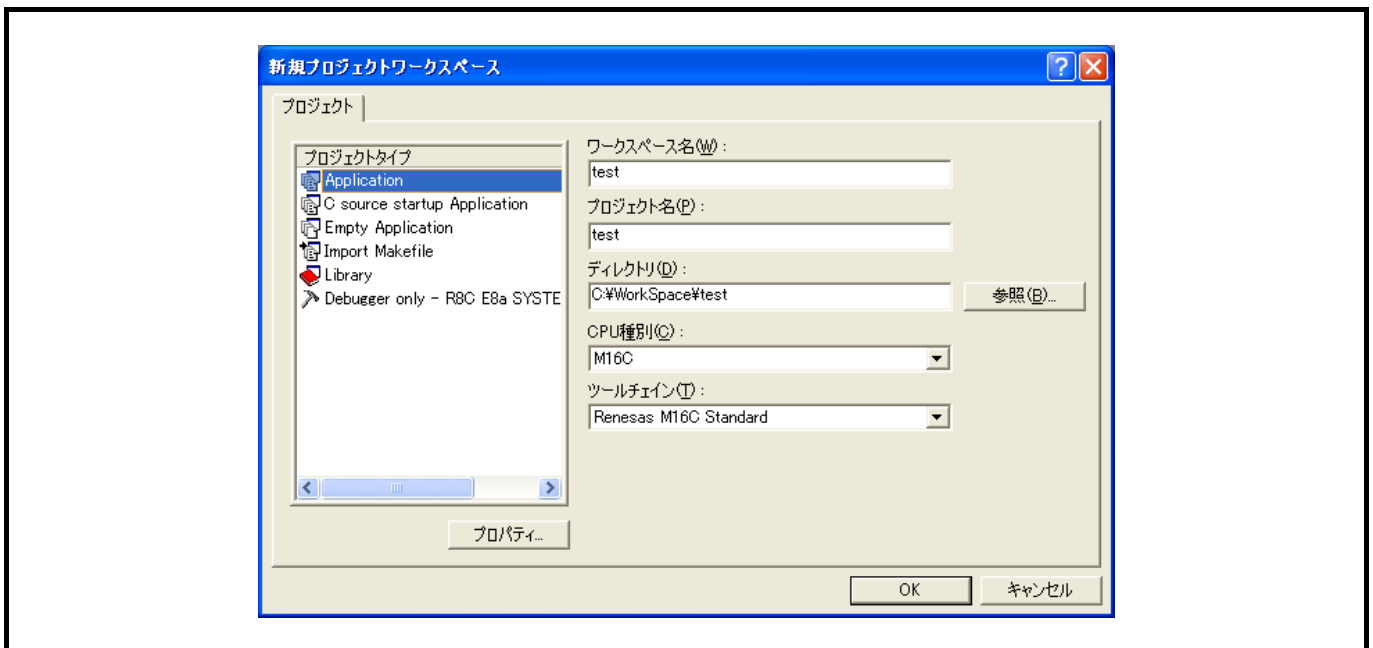 新規プロジェクトワークスペース
プロジェクト
プロジェクトタイプ
Application
C source startup Application
Empty Application
Import Makefile
Library
Debugger only - R8C E8a SYSTE
プロパティ...
ワークスペース名(W) :
test
プロジェクト名(P) :
test
ディレクトリ(D) :
C:¥WorkSpace¥test
参照(B)...
CPU種別(C) :
M16C
ツールチェイン(T) :
Renesas M16C Standard
OK
キャンセル